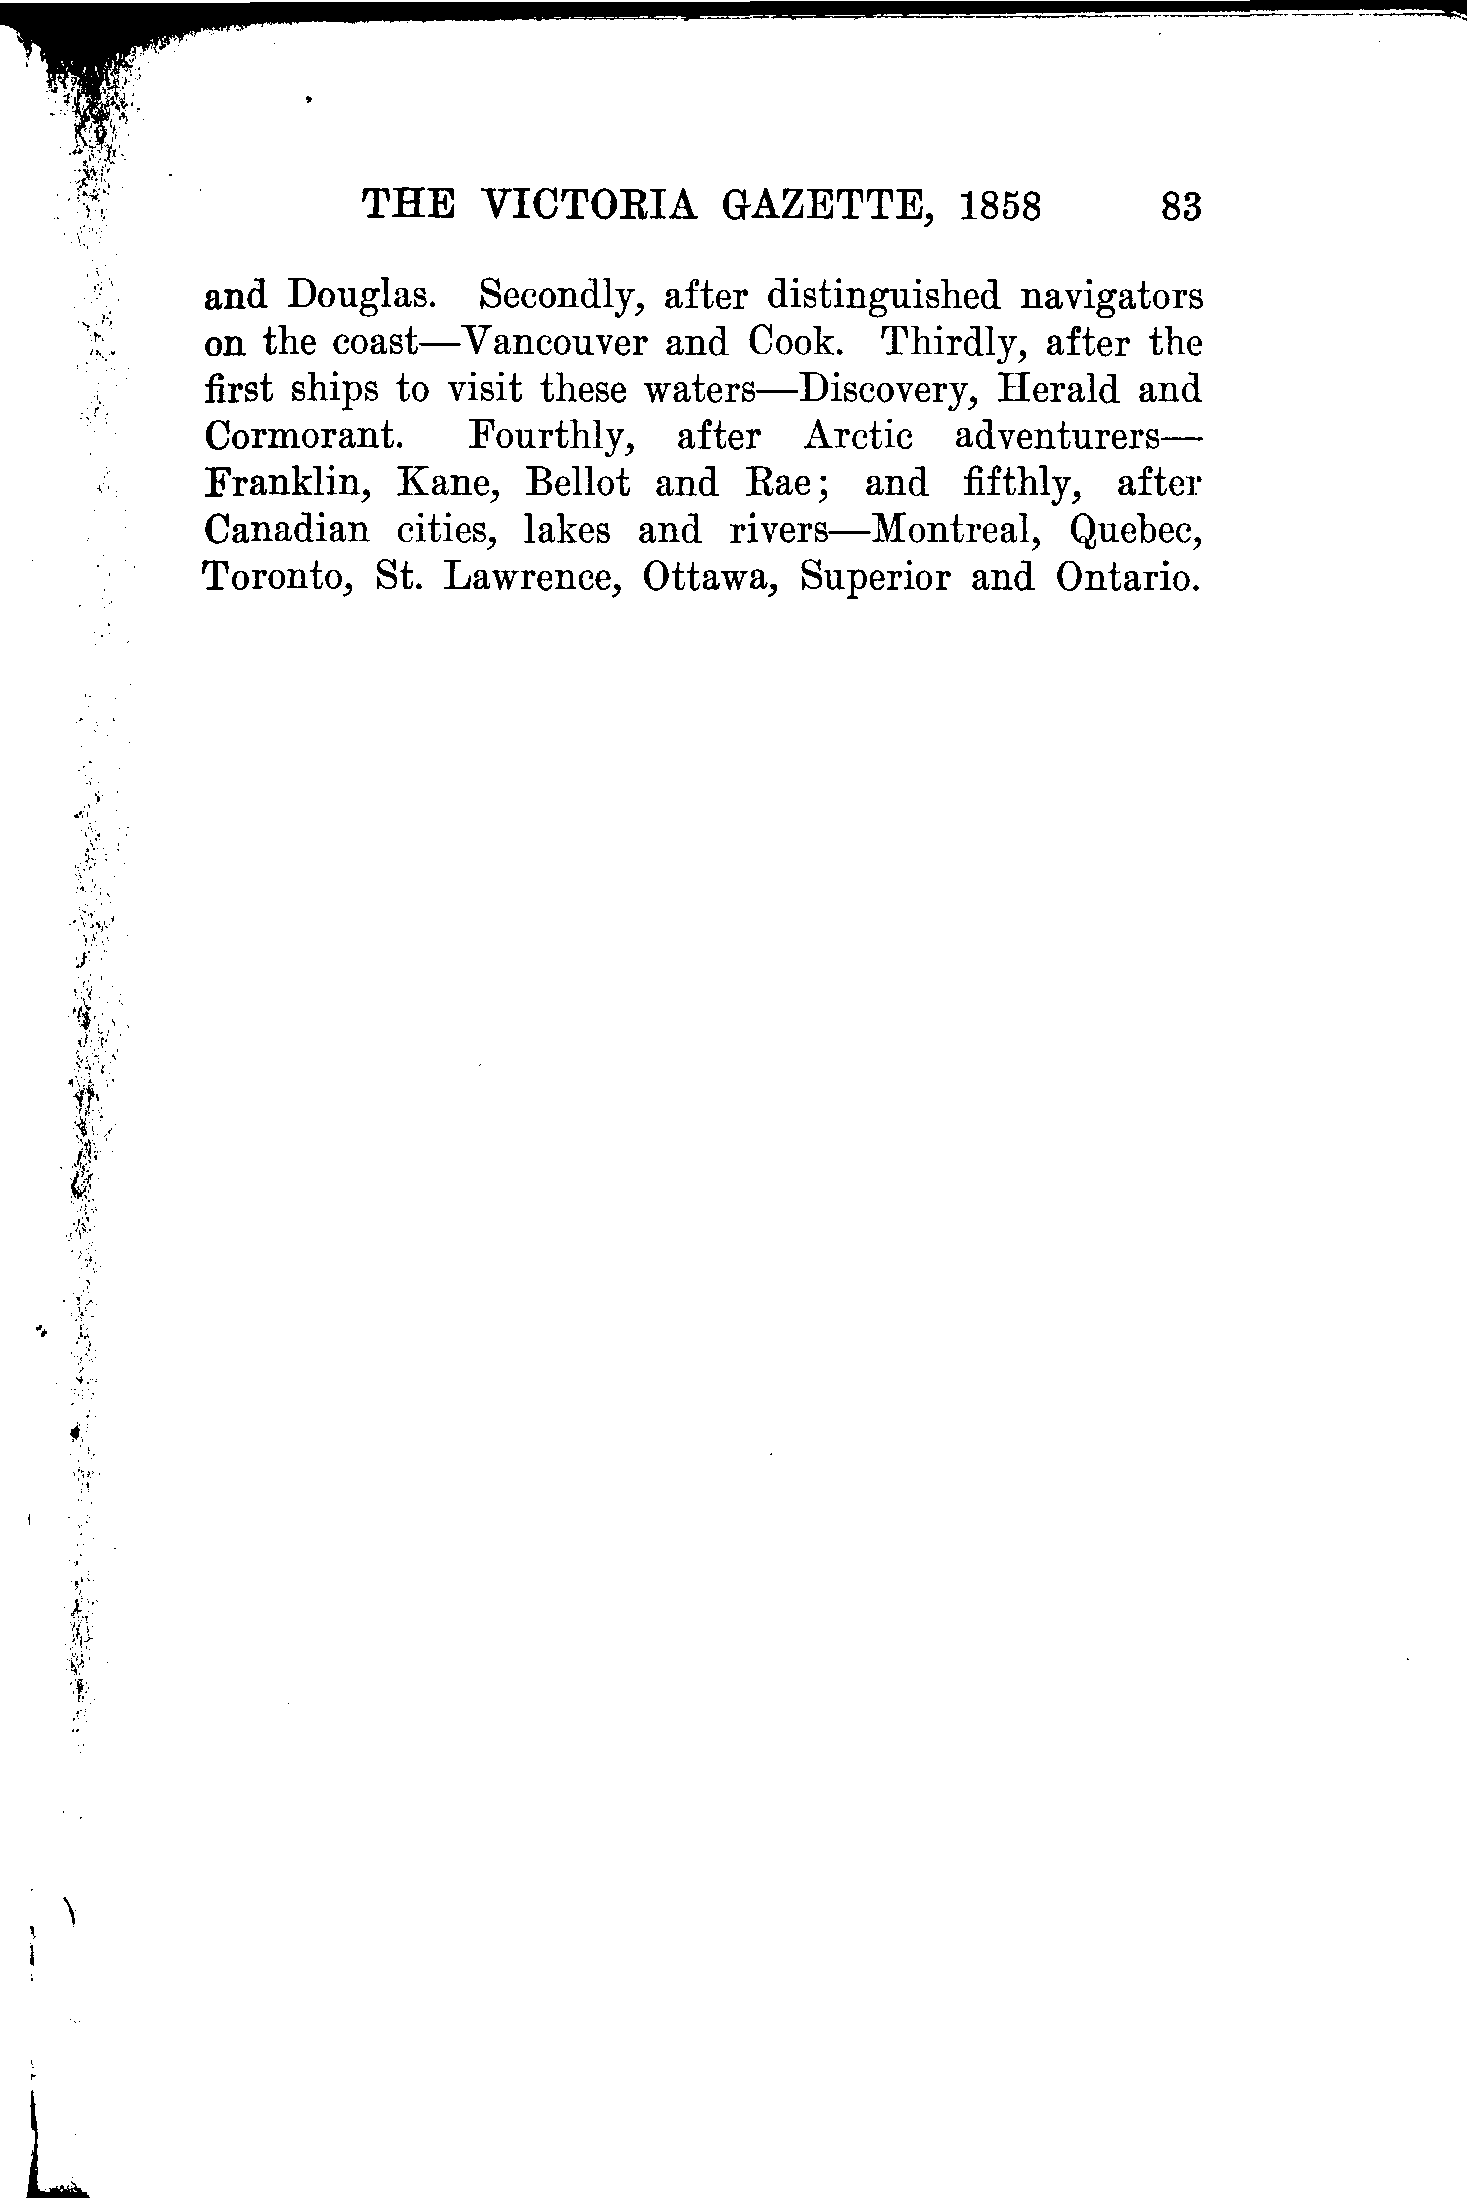 THE VICTORIA GAZETTE, 1858 83
and Douglas. Secondly, after distinguished navigators
on the coast—Vancouver and Cook. Thirdly, after the
first ships to visit these waters—Discovery, Herald and
Cormorant. Fourthly, after Arctic adventurers—
Franklin, Kane, Bellot and Rae; and fifthly, after
Canadian cities, lakes and rivers—Montreal, Quebec,
Toronto, St. Lawrence, Ottawa, Superior and Ontario.